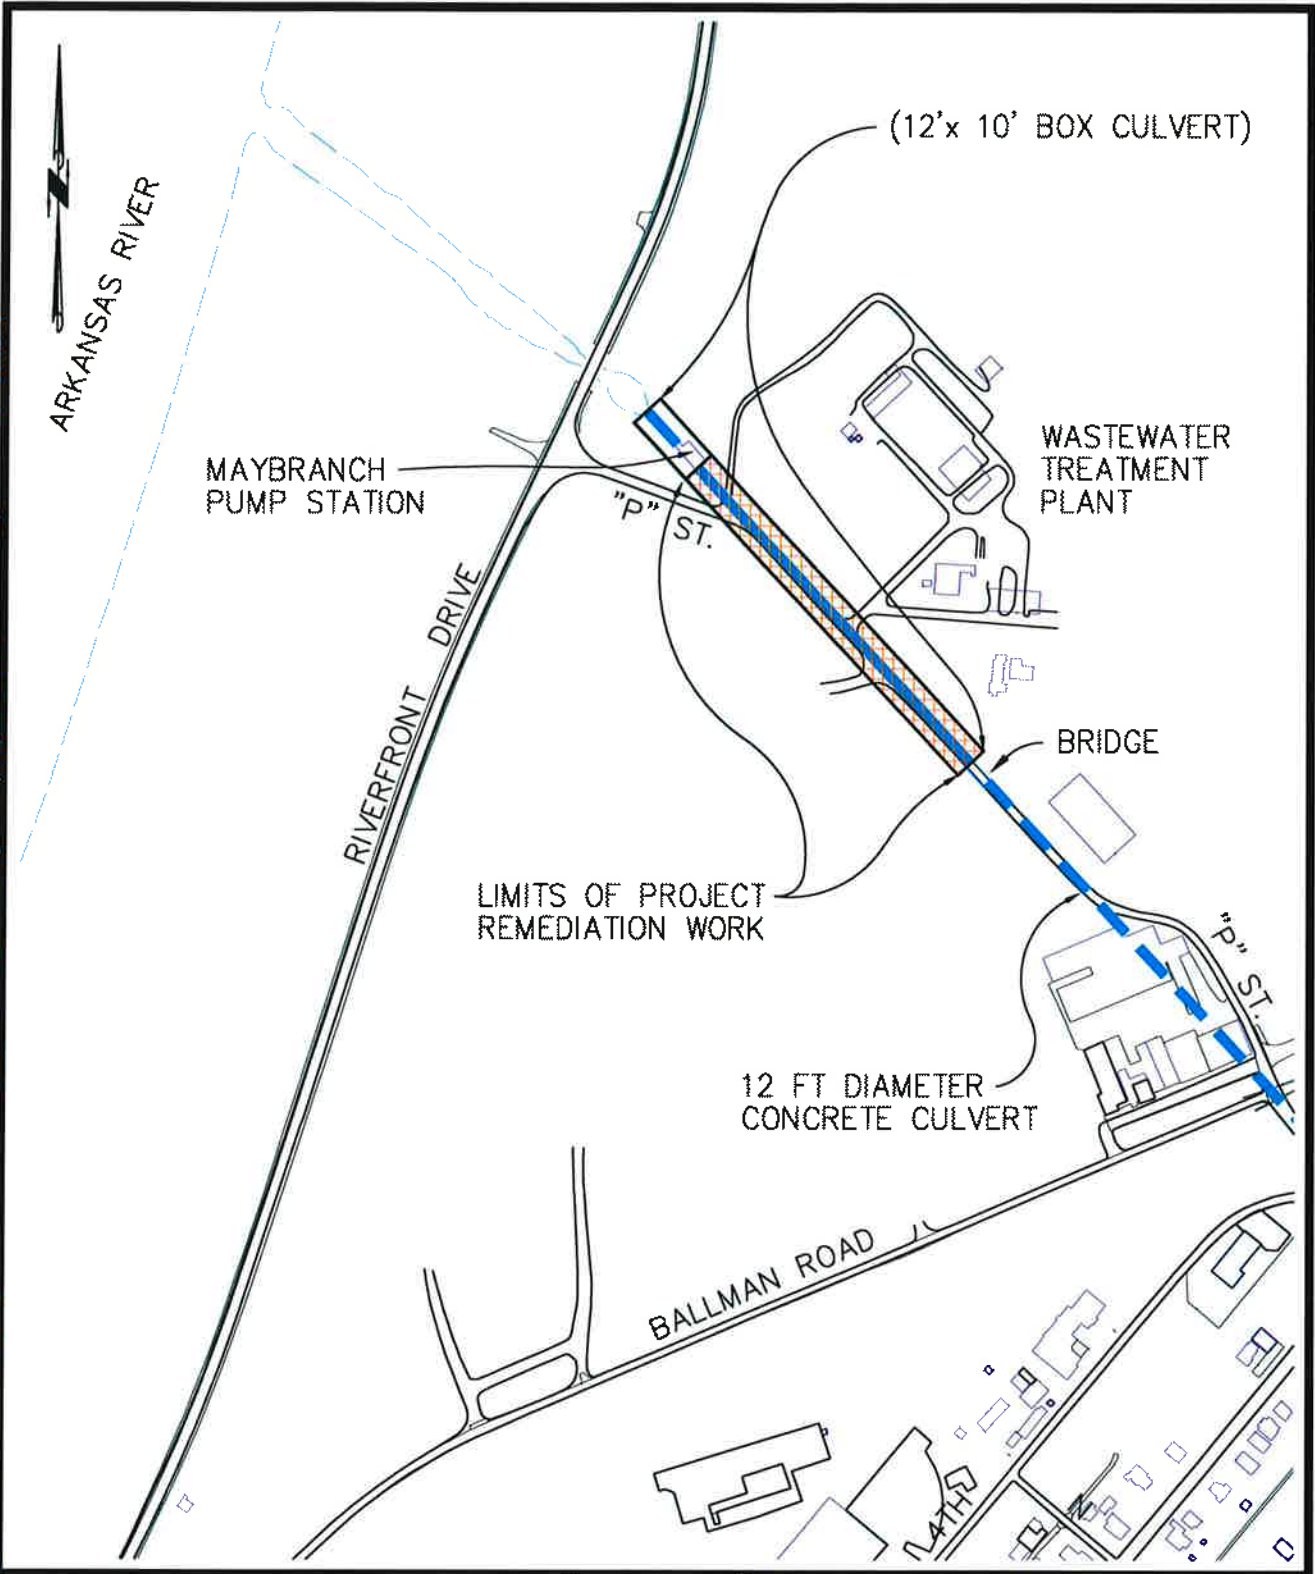 (12'x 10' BOX CULVERT)
N
ARKANSAS RIVER
WASTEWATER
TREATMENT
PLANT
MAYBRANCH
PUMP STATION
"P" ST.
RIVERFRONT DRIVE
BRIDGE
LIMITS OF PROJECT
REMEDIATION WORK
"P" ST.
12 FT DIAMETER
CONCRETE CULVERT
BALLMAN ROAD
N 4TH